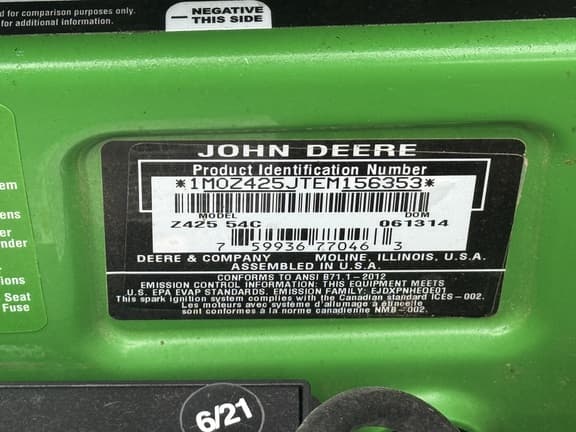 d for comparison purposes only.
for additional information.
— NEGATIVE
THIS SIDE
JOHN DEERE
Product Identification Number
*1M0Z425JTEM156353*
MODEL DOM
Z425 54C 061314
7 59936 77046 3
DEERE & COMPANY MOLINE, ILLINOIS, U.S.A.
ASSEMBLED IN U.S.A.
CONFORMS TO ANSI B71.1-2012
EMISSION CONTROL INFORMATION: THIS EQUIPMENT MEETS
U.S. EPA EVAP STANDARDS. EMISSION FAMILY: EJDXPNHEQE01
This spark ignition system complies with the Canadian standard ICES-002.
Les moteurs avec système d'allumage à étincelle
sont conformes à la norme canadienne NMB-002.
em
ens
er
nder
ions
Seat
Fuse
6/21